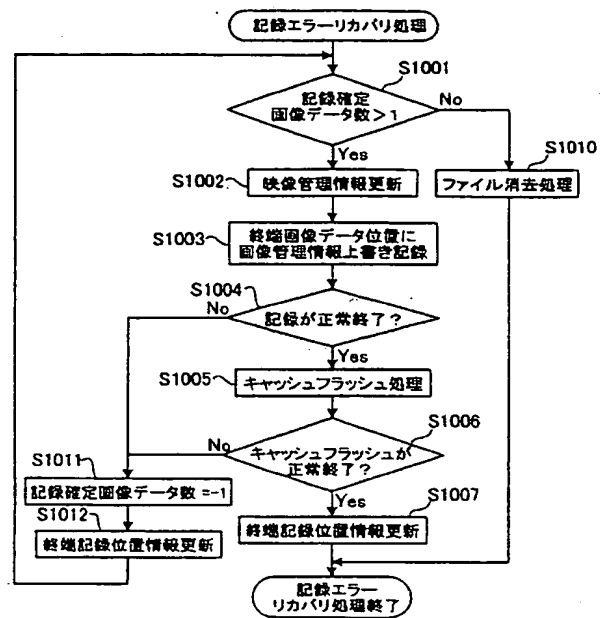 記録エラーリカバリ処理
S1001
記録確定
画像データ数>1
No
Yes
S1010
S1002
映像管理情報更新
ファイル消去処理
S1003
終端画像データ位置に
画像管理情報上書き記録
S1004
No
記録が正常終了?
Yes
S1005
キャッシュフラッシュ処理
S1006
No
キャッシュフラッシュが
正常終了?
S1011
Yes
S1007
記録確定画像データ数=-1
S1012
終端記録位置情報更新
終端記録位置情報更新
記録エラー
リカバリ処理終了